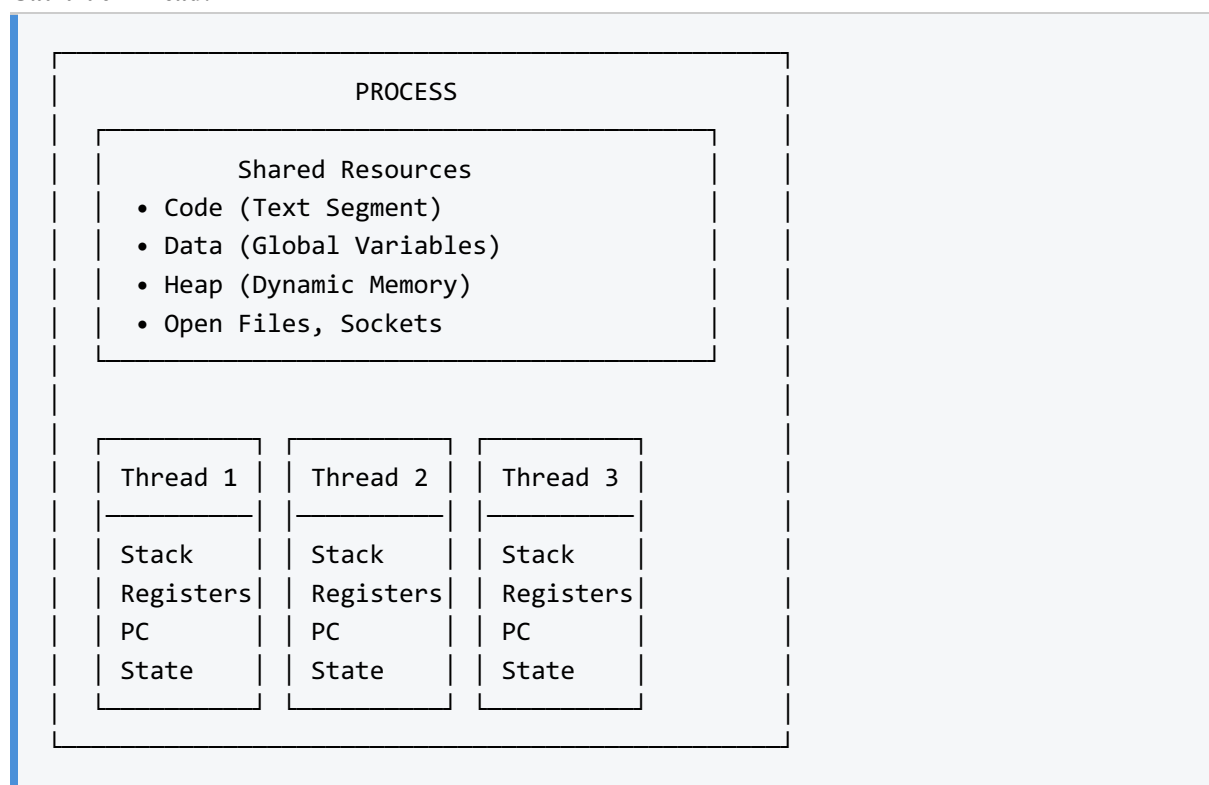 PROCESS
Shared Resources
• Code (Text Segment)
• Data (Global Variables)
• Heap (Dynamic Memory)
• Open Files, Sockets
Thread 1 Thread 2 Thread 3
Stack Stack Stack
Registers Registers Registers
PC PC PC
State State State